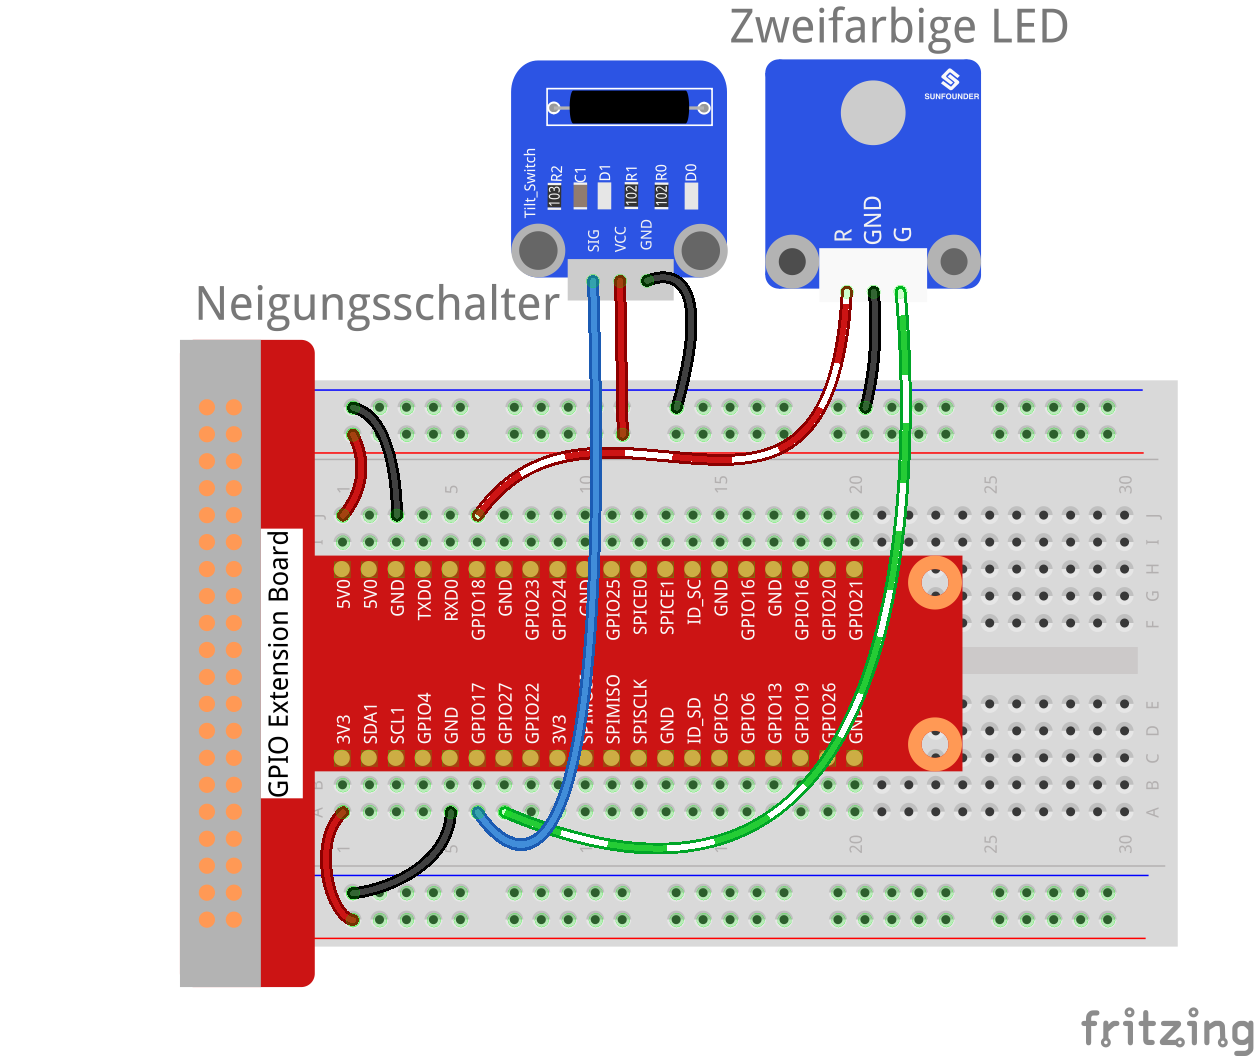 Zweifarbige LED
SUNFOUNDER
Tilt_Switch
103 R2
C1
D1
102 R1
102 R0
D0
SIG
VCC
GND
R
GND
G
Neigungsschalter
1 5 10 15 20 25 30
J J
I I
H
G
F
GPIO Extension Board
5V0 5V0 GND TXD0 RXD0 GPIO18 GND GPIO23 GPIO24 GND GPIO25 SPICE0 SPICE1 ID_SC GND GPIO16 GND GPIO16 GPIO20 GPIO21
3V3 SDA1 SCL1 GPIO4 GND GPIO17 GPIO27 GPIO22 3V3 SPIMISO SPISCLK GND ID_SD GPIO5 GPIO6 GPIO13 GPIO19 GPIO26 GND
E
D
C
B B
A A
1 5 15 20 25 30
fritzing